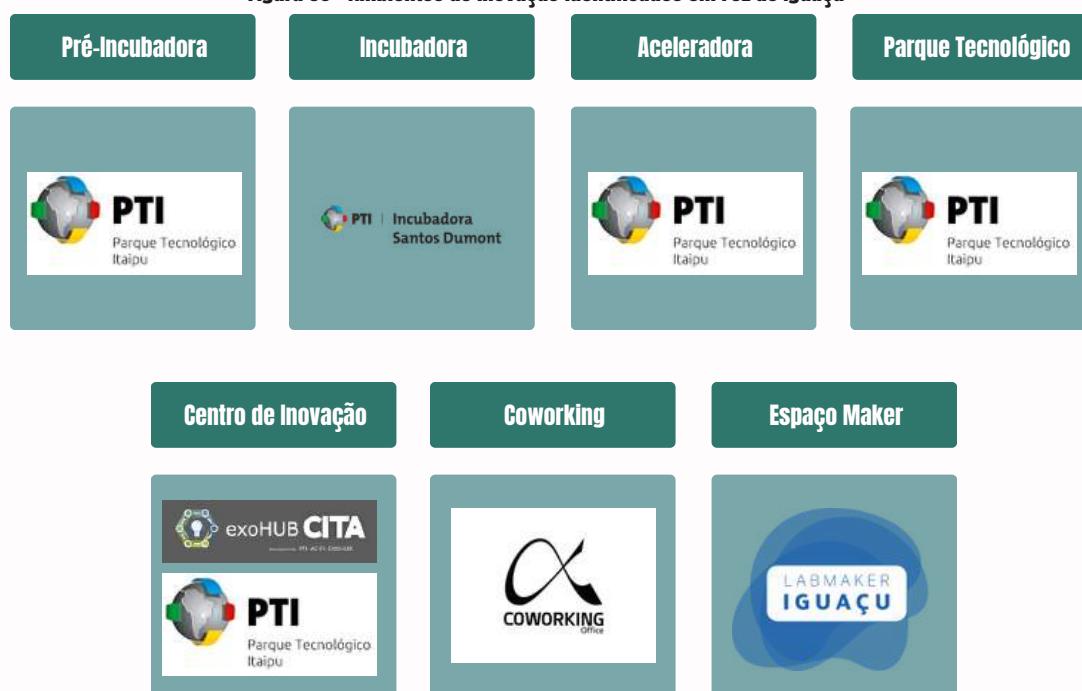 Pré-Incubadora
Incubadora
Aceleradora
Parque Tecnológico
PTI
Parque Tecnológico
Itaipu
PTI
Incubadora
Santos Dumont
PTI
Parque Tecnológico
Itaipu
PTI
Parque Tecnológico
Itaipu
Centro de Inovação
Coworking
Espaço Maker
exoHUB CITA
PTI
Parque Tecnológico
Itaipu
COWORKING
Office
LABMAKER
IGUAÇU